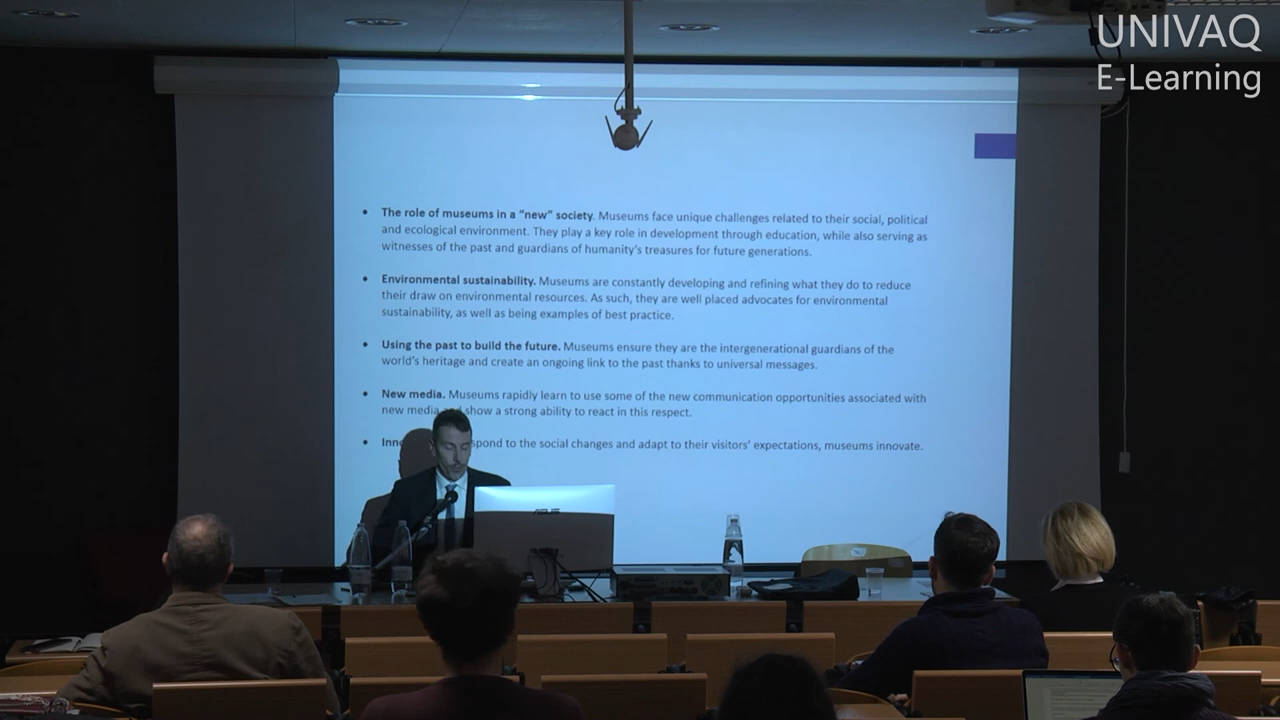 UNIVAQ
E-Learning
• The role of museums in a “new” society. Museums face unique challenges related to their social, political
and ecological environment. They play a key role in development through education, while also serving as
witnesses of the past and guardians of humanity’s treasures for future generations.
• Environmental sustainability. Museums are constantly developing and refining what they do to reduce
their draw on environmental resources. As such, they are well placed advocates for environmental
sustainability, as well as being examples of best practice.
• Using the past to build the future. Museums ensure they are the intergenerational guardians of the
world’s heritage and create an ongoing link to the past thanks to universal messages.
• New media. Museums rapidly learn to use some of the new communication opportunities associated with
new media and show a strong ability to react in this respect.
• to the social changes and adapt to their visitors’ expectations, museums innovate.
ASUS